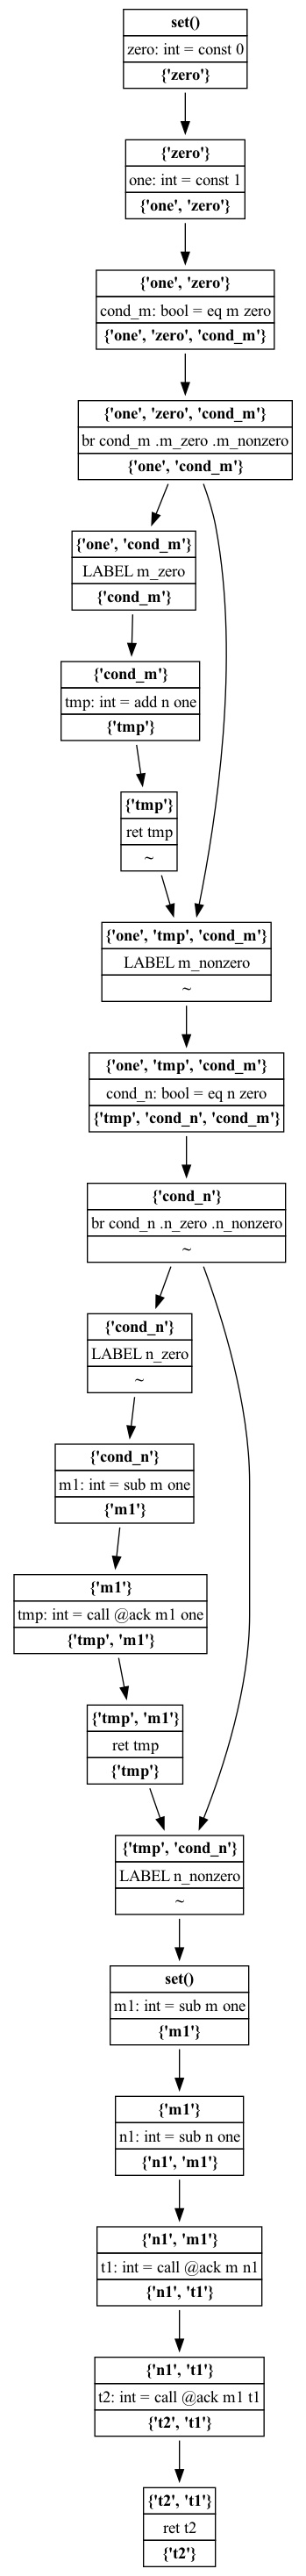 set()
zero: int = const 0
{'zero'}
{'zero'}
one: int = const 1
{'one', 'zero'}
{'one', 'zero'}
cond_m: bool = eq m zero
{'one', 'zero', 'cond_m'}
{'one', 'zero', 'cond_m'}
br cond_m .m_zero .m_nonzero
{'one', 'cond_m'}
{'one', 'cond_m'}
LABEL m_zero
{'cond_m'}
{'cond_m'}
tmp: int = add n one
{'tmp'}
{'tmp'}
ret tmp
~
{'one', 'tmp', 'cond_m'}
LABEL m_nonzero
~
{'one', 'tmp', 'cond_m'}
cond_n: bool = eq n zero
{'tmp', 'cond_n', 'cond_m'}
{'cond_n'}
br cond_n .n_zero .n_nonzero
~
{'cond_n'}
LABEL n_zero
~
{'cond_n'}
m1: int = sub m one
{'m1'}
{'m1'}
tmp: int = call @ack m1 one
{'tmp', 'm1'}
{'tmp', 'm1'}
ret tmp
{'tmp'}
{'tmp', 'cond_n'}
LABEL n_nonzero
~
set()
m1: int = sub m one
{'m1'}
{'m1'}
n1: int = sub n one
{'n1', 'm1'}
{'n1', 'm1'}
t1: int = call @ack m n1
{'n1', 't1'}
{'n1', 't1'}
t2: int = call @ack m1 t1
{'t2', 't1'}
{'t2', 't1'}
ret t2
{'t2'}